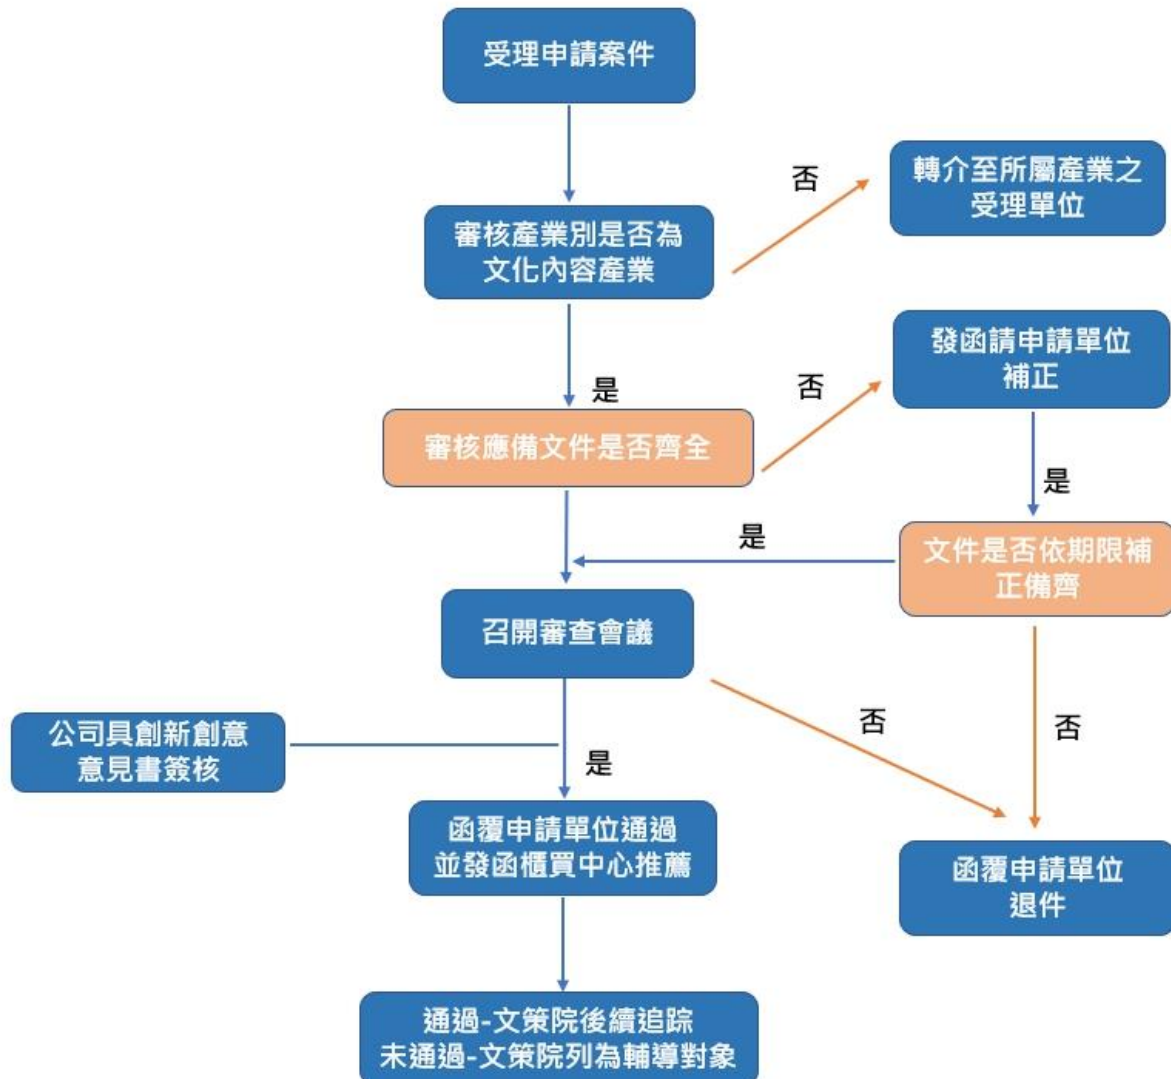 受理申請案件
否
轉介至所屬產業之
受理單位
審核產業別是否為
文化內容產業
發函請申請單位
補正
是
否
審核應備文件是否齊全
是
是
文件是否依期限補
正備齊
召開審查會議
公司具創新創意
意見書簽核
否
否
是
函覆申請單位通過
並發函櫃買中心推薦
函覆申請單位
退件
通過-文策院後續追踪
未通過-文策院列為輔導對象